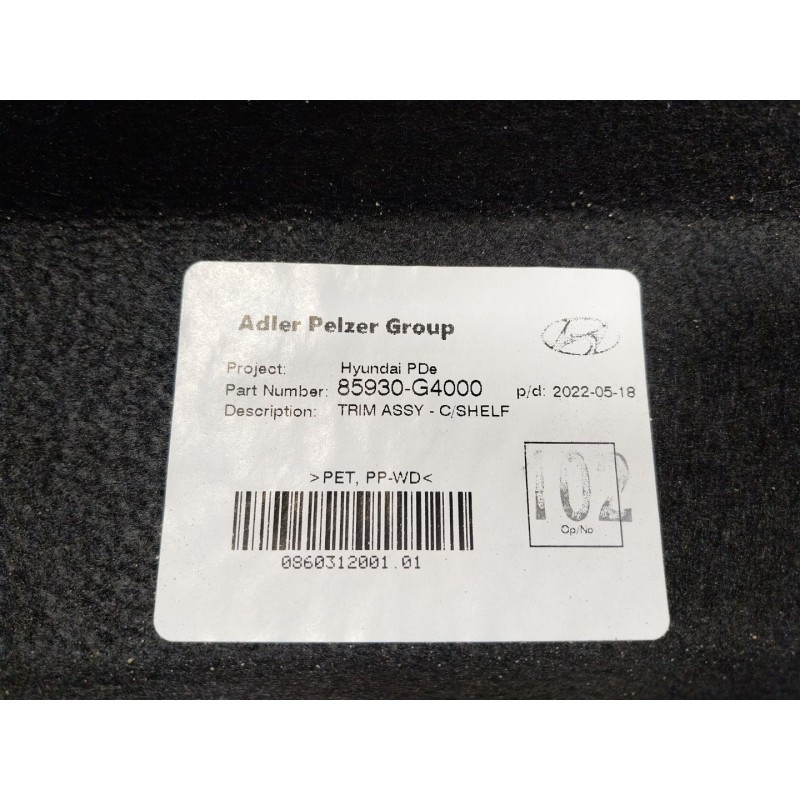 Adler Pelzer Group
Project: Hyundai PDe
Part Number: 85930-G4000 p/d: 2022-05-18
Description: TRIM ASSY - C/SHELF
>PET, PP-WD<
102
Op/No
0860312001.01